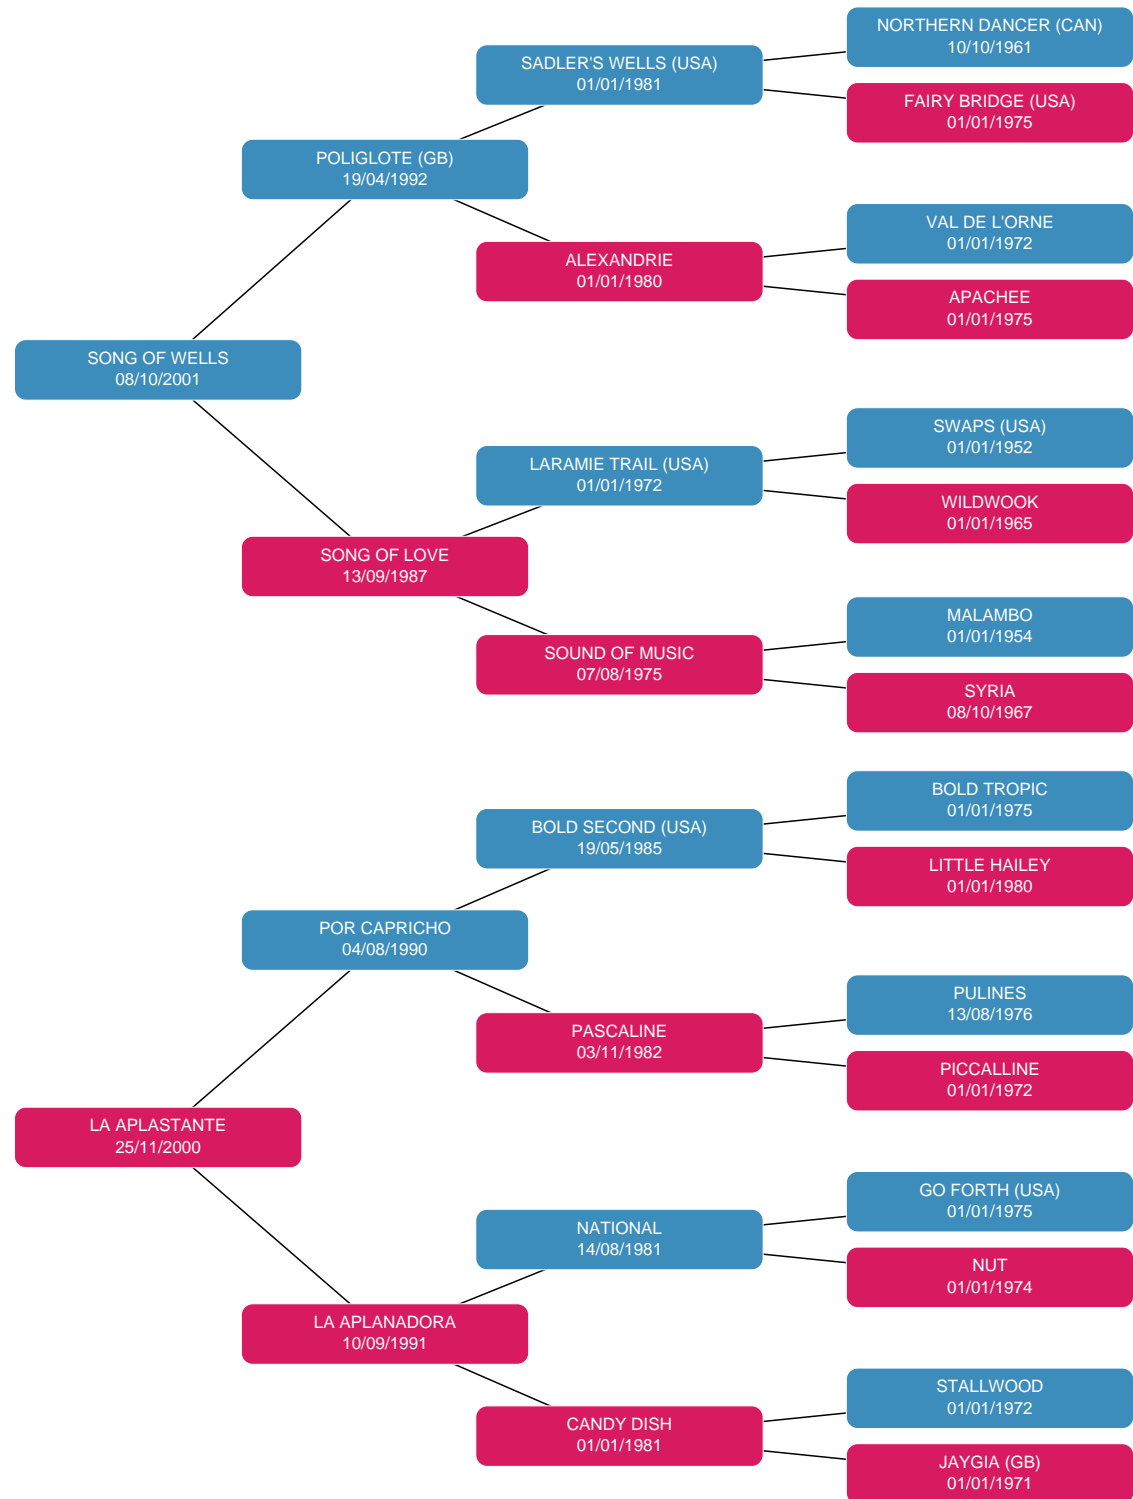 NORTHERN DANCER (CAN)
10/10/1961
SADLER'S WELLS (USA)
01/01/1981
FAIRY BRIDGE (USA)
01/01/1975
POLIGLOTE (GB)
19/04/1992
VAL DE L'ORNE
01/01/1972
ALEXANDRIE
01/01/1980
APACHEE
01/01/1975
SONG OF WELLS
08/10/2001
SWAPS (USA)
01/01/1952
LARAMIE TRAIL (USA)
01/01/1972
WILDWOOK
01/01/1965
SONG OF LOVE
13/09/1987
MALAMBO
01/01/1954
SOUND OF MUSIC
07/08/1975
SYRIA
08/10/1967
BOLD TROPIC
01/01/1975
BOLD SECOND (USA)
19/05/1985
LITTLE HAILEY
01/01/1980
POR CAPRICHO
04/08/1990
PULINES
13/08/1976
PASCALINE
03/11/1982
PICCALLINE
01/01/1972
LA APLASTANTE
25/11/2000
GO FORTH (USA)
01/01/1975
NATIONAL
14/08/1981
NUT
01/01/1974
LA APLANADORA
10/09/1991
STALLWOOD
01/01/1972
CANDY DISH
01/01/1981
JAYGIA (GB)
01/01/1971